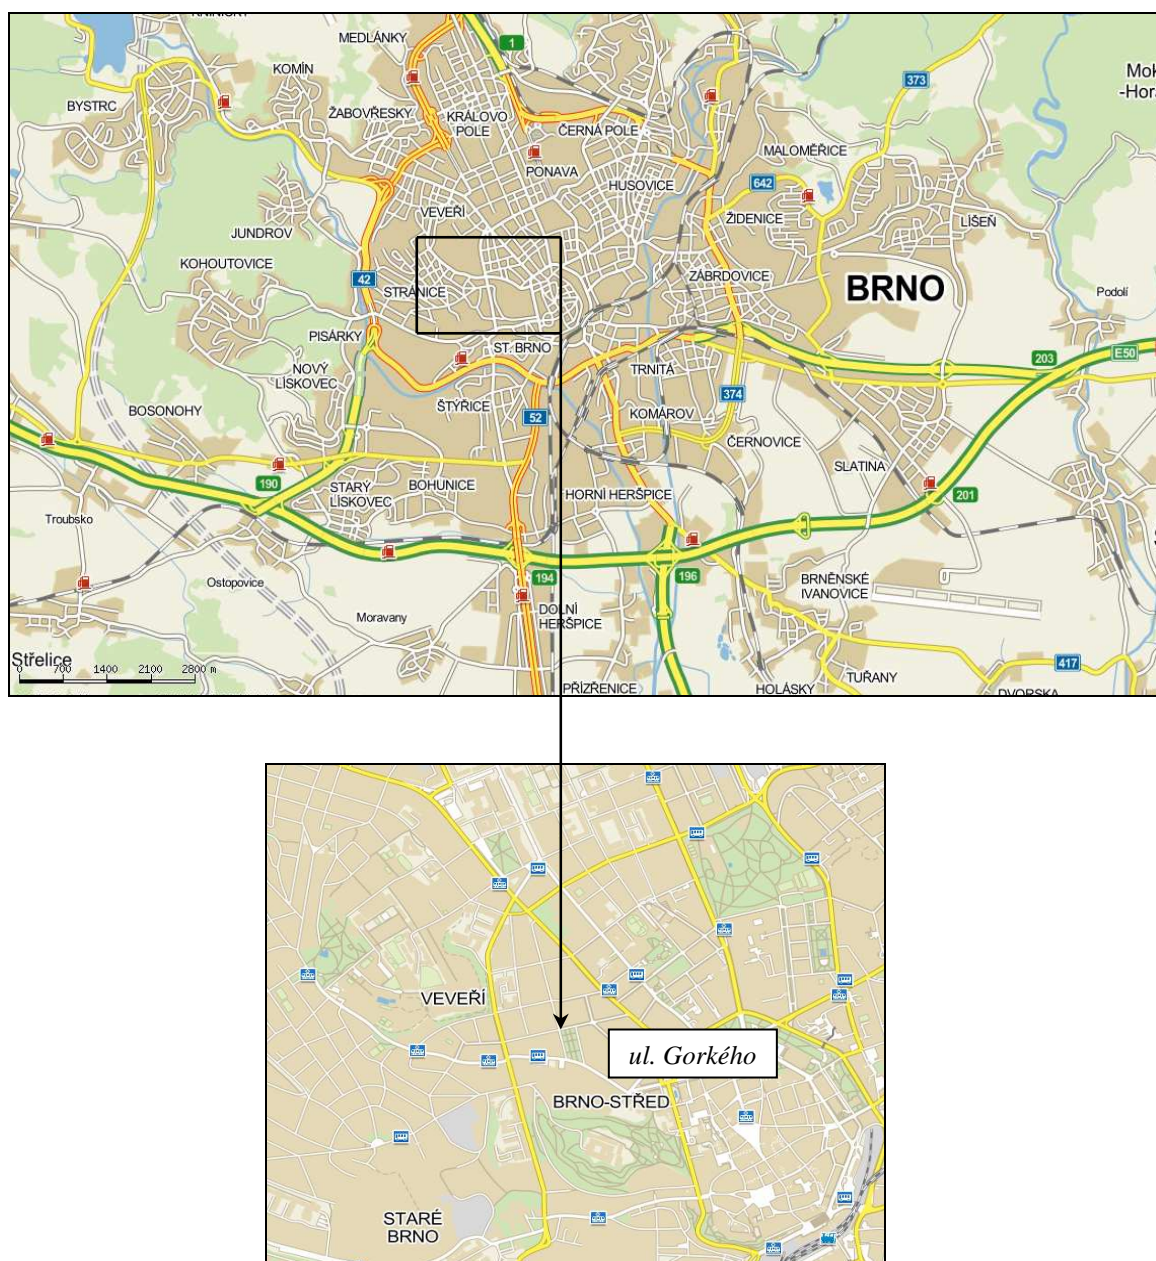 KNÍNIČKY
MEDLÁNKY
1
KOMÍN
373
Mok
-Hors
BYSTRC
ŽABOVŘESKY
KRÁLOVO
POLE
ČERNÁ POLE
MALOMĚŘICE
PONAVA
HUSOVICE
642
VEVEŘÍ
ŽIDENICE
LÍŠEŇ
JUNDROV
KOHOUTOVICE
42
STRÁNICE
ZÁBRDOVICE
BRNO
Podolí
PISÁRKY
ST. BRNO
203
E50
NOVÝ
LÍSKOVEC
TRNITÁ
BOSONOHY
ŠTÝŘICE
52
KOMÁROV
374
ČERNOVICE
SLATINA
190
STARÝ
LÍSKOVEC
BOHUNICE
HORNÍ HERŠPICE
201
Troubsko
Ostopovice
194
196
BRNĚNSKÉ
IVANOVICE
Moravany
DOLNÍ
HERŠPICE
Střelice
0 700 1400 2100 2800 m
417
PŘÍZŘENICE
HOLÁSKY
TUŘANY
DVORSKA
VEVEŘÍ
ul. Gorkého
BRNO-STŘED
STARÉ
BRNO